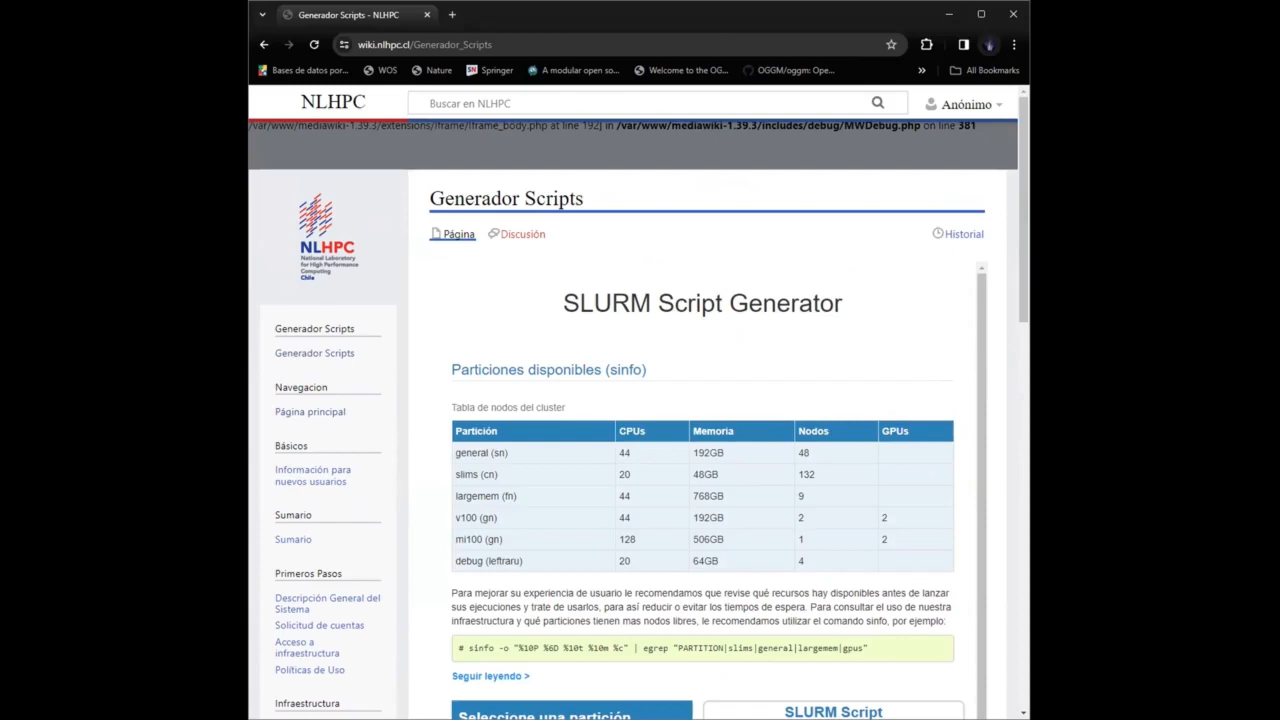 Generador Scripts - NLHPC
wiki.nlhpc.cl/Generador_Scripts
Bases de datos por...
WOS
Nature
Springer
A modular open so...
Welcome to the OG...
OGGM/oggm: Ope...
All Bookmarks
NLHPC
Buscar en NLHPC
Anónimo
/var/www/mediawiki-1.39.3/extensions/Iframe/Iframe_body.php at line 192] in /var/www/mediawiki-1.39.3/includes/debug/MWDebug.php on line 381
NLHPC
National Laboratory
for High Performance
Computing
Chile
Generador Scripts
Generador Scripts
Navegacion
Página principal
Básicos
Información para
nuevos usuarios
Sumario
Sumario
Primeros Pasos
Descripción General del
Sistema
Solicitud de cuentas
Acceso a
infraestructura
Políticas de Uso
Infraestructura
Generador Scripts
Página
Discusión
Historial
SLURM Script Generator
Particiones disponibles (sinfo)
Tabla de nodos del cluster
Partición CPUs Memoria Nodos GPUs
general (sn) 44 192GB 48
slims (cn) 20 48GB 132
largemem (fn) 44 768GB 9
v100 (gn) 44 192GB 2 2
mi100 (gn) 128 506GB 1 2
debug (leftraru) 20 64GB 4
Para mejorar su experiencia de usuario le recomendamos que revise qué recursos hay disponibles antes de lanzar
sus ejecuciones y trate de usarlos, para así reducir o evitar los tiempos de espera. Para consultar el uso de nuestra
infraestructura y qué particiones tienen mas nodos libres, le recomendamos utilizar el comando sinfo, por ejemplo:
# sinfo -o "%10P %6D %10t %10m %c" | egrep "PARTITION|slims|general|largemem|gpus"
Seguir leyendo >
Seleccione una partición
SLURM Script